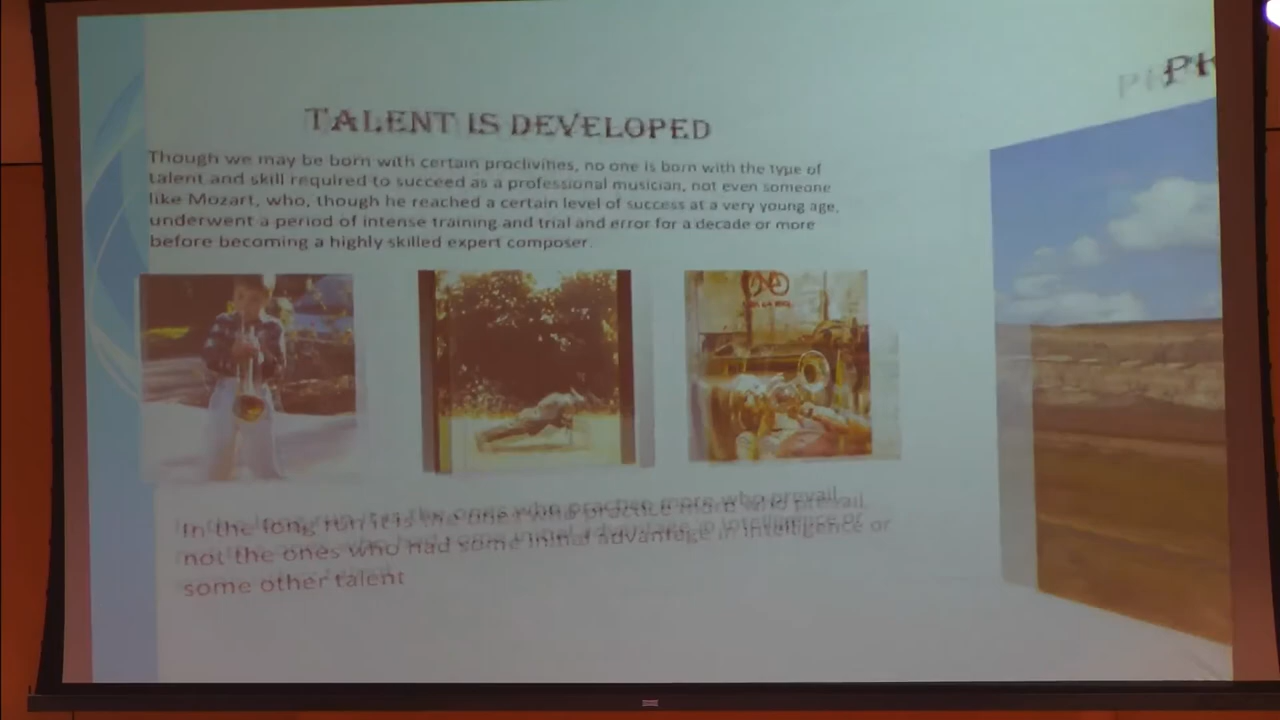 TALENT IS DEVELOPED
Though we may be born with certain proclivities, no one is born with the type of
talent and skill required to succeed as a professional musician, not even someone
like Mozart, who, though he reached a certain level of success at a very young age,
underwent a period of intense training and trial and error for a decade or more
before becoming a highly skilled expert composer.
In the long run it is the ones who practice more who prevail
not the ones who had some initial advantage in intelligence or
some other talent